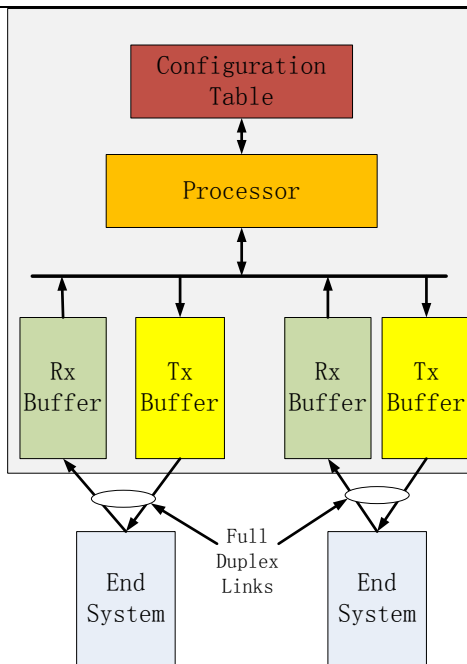 Configuration
Table
Processor
Rx
Buffer
Tx
Buffer
Rx
Buffer
Tx
Buffer
Full
Duplex
Links
End
System
End
System